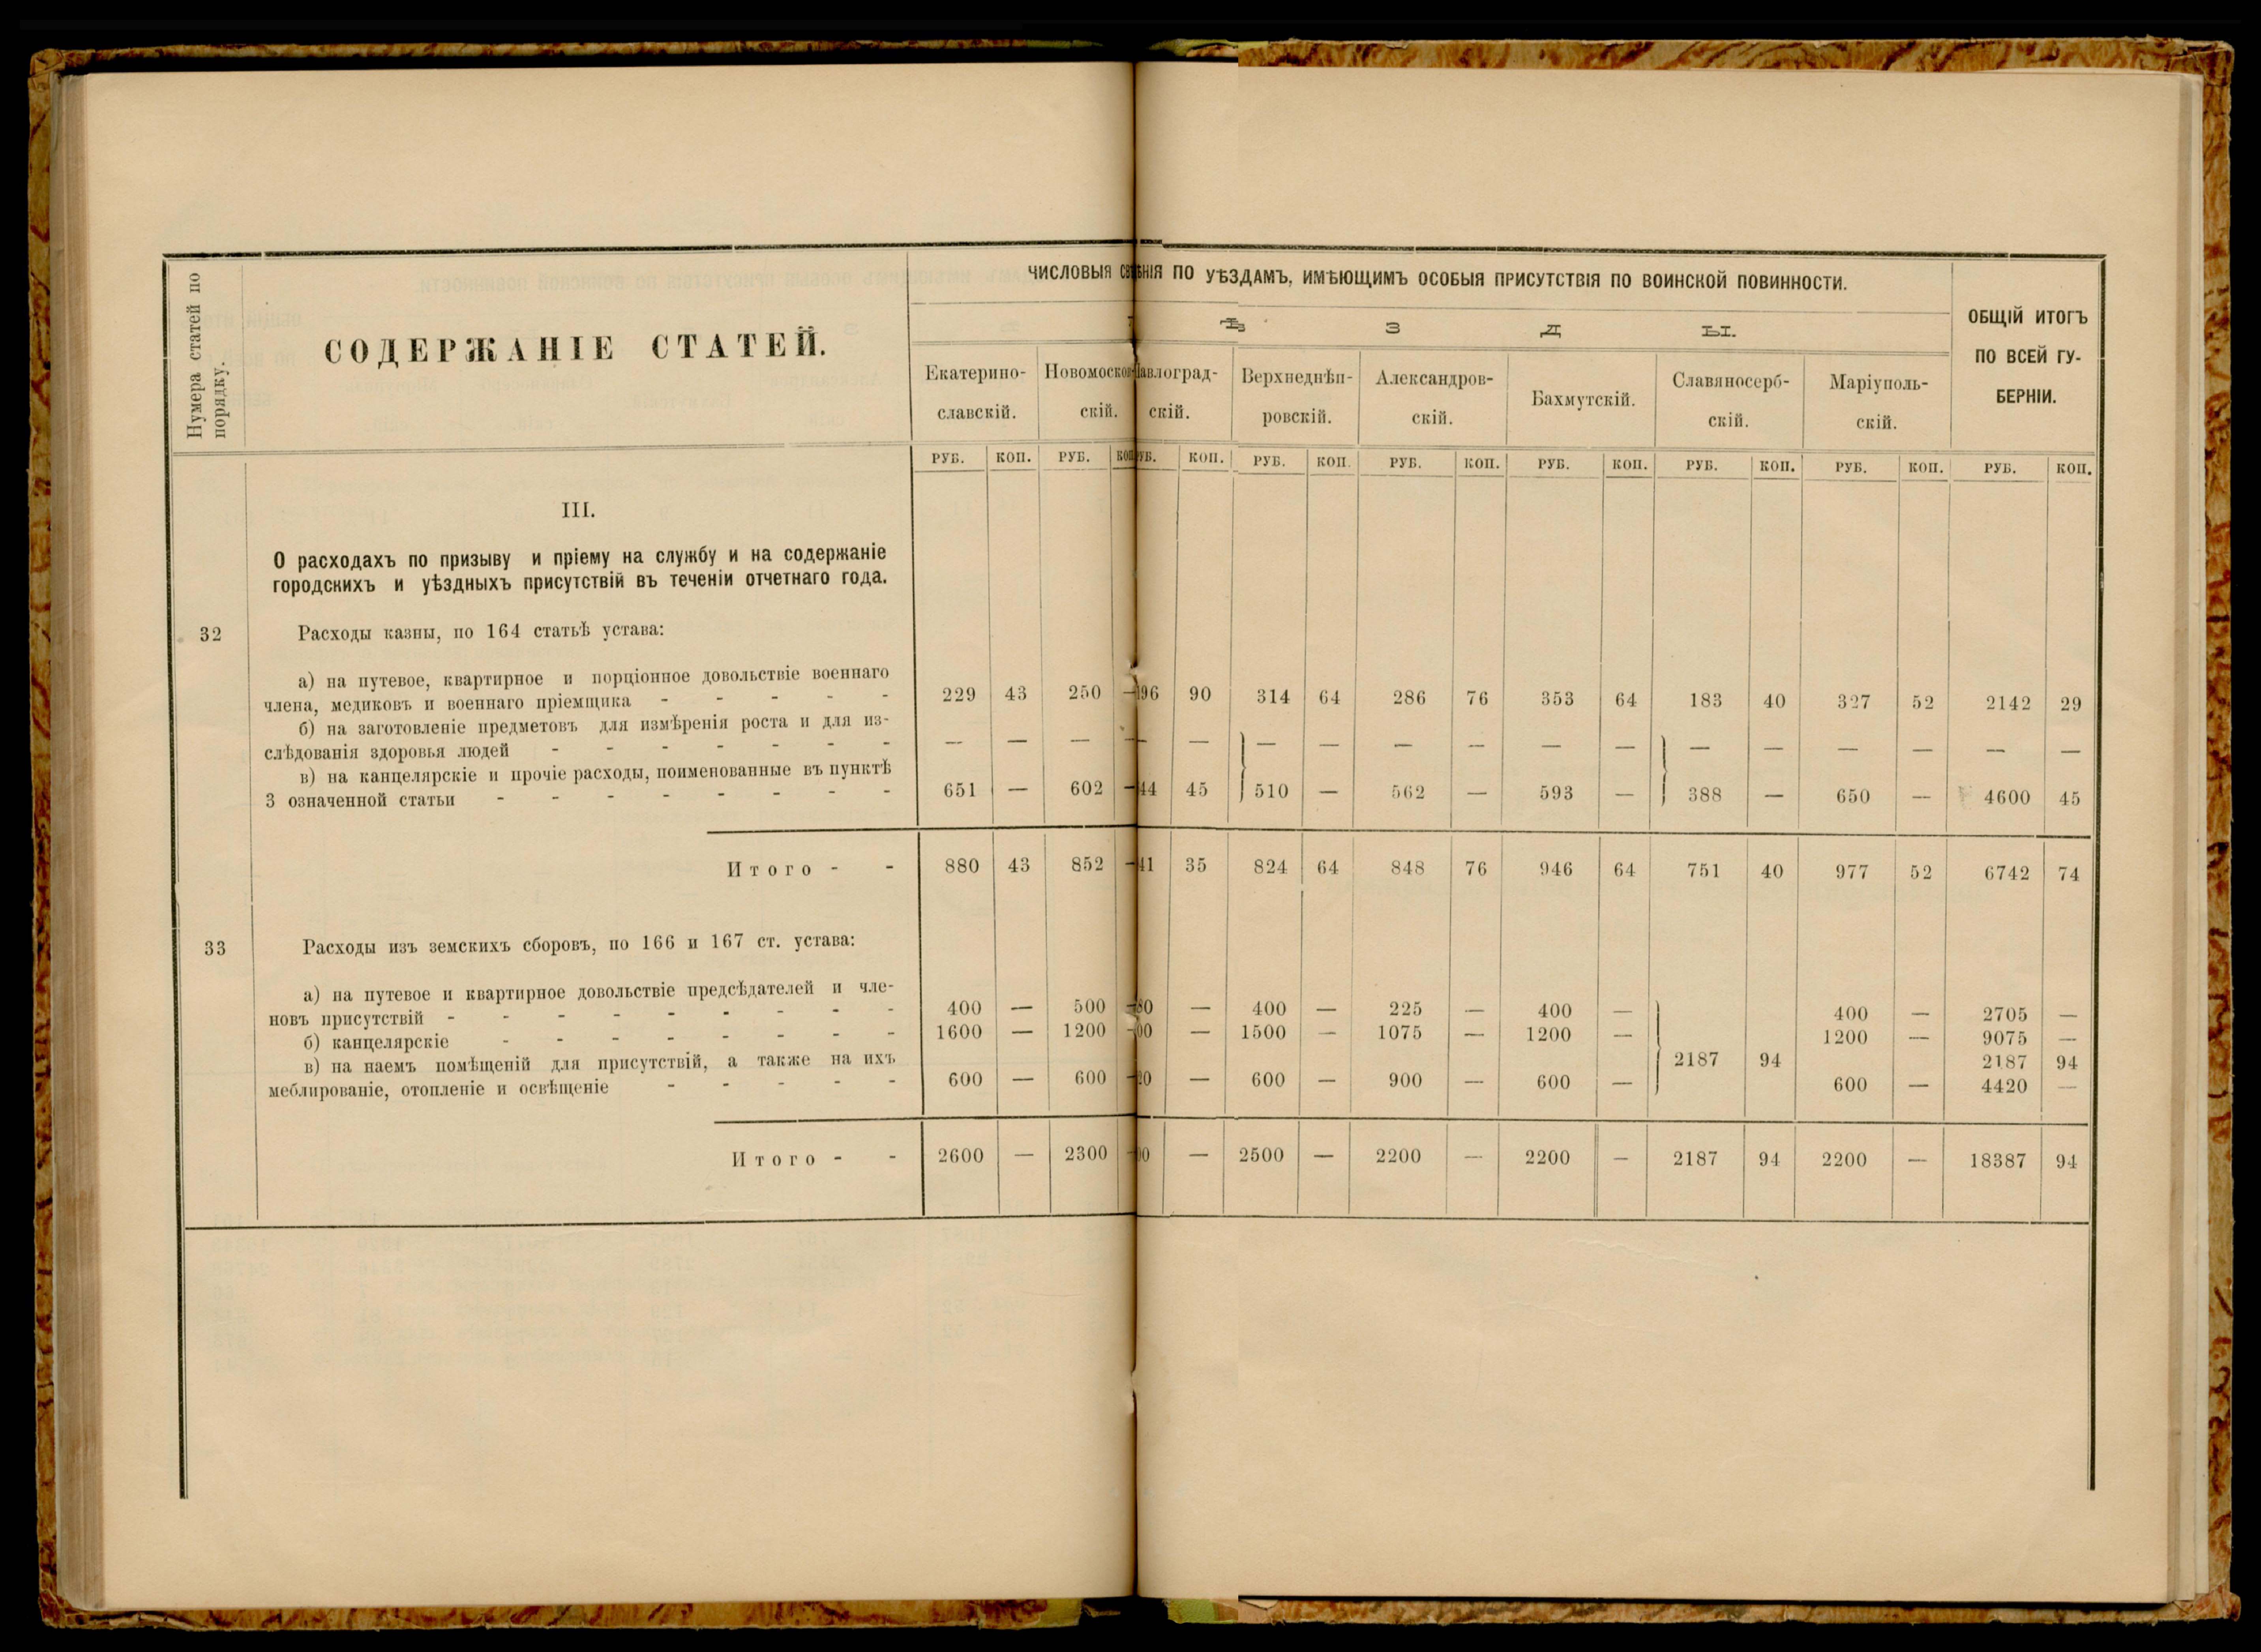 Нумера статей по
порядку.
СОДЕРЖАНІЕ СТАТЕЙ.
ЧИСЛОВЫЯ ПО УѢЗДАМЪ, ИМѢЮЩИМЪ ОСОБЫЯ ПРИСУТСТВІЯ ПО ВОИНСКОЙ ПОВИННОСТИ.
Ѣ З Д Ы.
ОБЩІЙ ИТОГЪ
ПО ВСЕЙ ГУ-
БЕРНІИ.
Екатерино-
славскій.
Новомосков-
скій.
авлоград-
скій.
Верхнеднѣп-
ровскій.
Александров-
скій.
Бахмутскій.
Славяносерб-
скій.
Маріуполь-
скій.
РУБ. КОП. РУБ. КОП. УБ. КОП. РУБ. КОП. РУБ. КОП. РУБ. КОП. РУБ. КОП. РУБ. КОП. РУБ. КОП.
III.
О расходахъ по призыву и пріему на службу и на содержаніе
городскихъ и уѣздныхъ присутствій въ теченіи отчетнаго года.
32 Расходы казны, по 164 статьѣ устава:
а) на путевое, квартирное и порціонное довольствіе военнаго
члена, медиковъ и военнаго пріемщика - - - - - 229 43 250 — 96 90 314 64 286 76 353 64 183 40 327 52 2142 29
б) на заготовленіе предметовъ для измѣренія роста и для из-
слѣдованія здоровья людей - - - - - - - — — — — — — — — — — — — — — — — — —
в) на канцелярскіе и прочіе расходы, поименованные въ пунктѣ
3 означенной статьи - - - - - - - - 651 — 602 — 44 45 510 — 562 — 593 — 388 — 650 — 4600 45
Итого - - 880 43 852 — 41 35 824 64 848 76 946 64 751 40 977 52 6742 74
33 Расходы изъ земскихъ сборовъ, по 166 и 167 ст. устава:
а) на путевое и квартирное довольствіе предсѣдателей и чле-
новъ присутствій - - - - - - - - - 400 — 500 — 80 — 400 — 225 — 400 — 400 — 2705 —
б) канцелярскіе - - - - - - - - 1600 — 1200 — 00 — 1500 — 1075 — 1200 — 1200 — 9075 —
в) на наемъ помѣщеній для присутствій, а также на ихъ 2187 94 2187 94
меблированіе, отопленіе и освѣщеніе - - - - - 600 — 600 — 20 — 600 — 900 — 600 — 600 — 4420 —
Итого - - 2600 — 2300 — 00 — 2500 — 2200 — 2200 — 2187 94 2200 — 18387 94